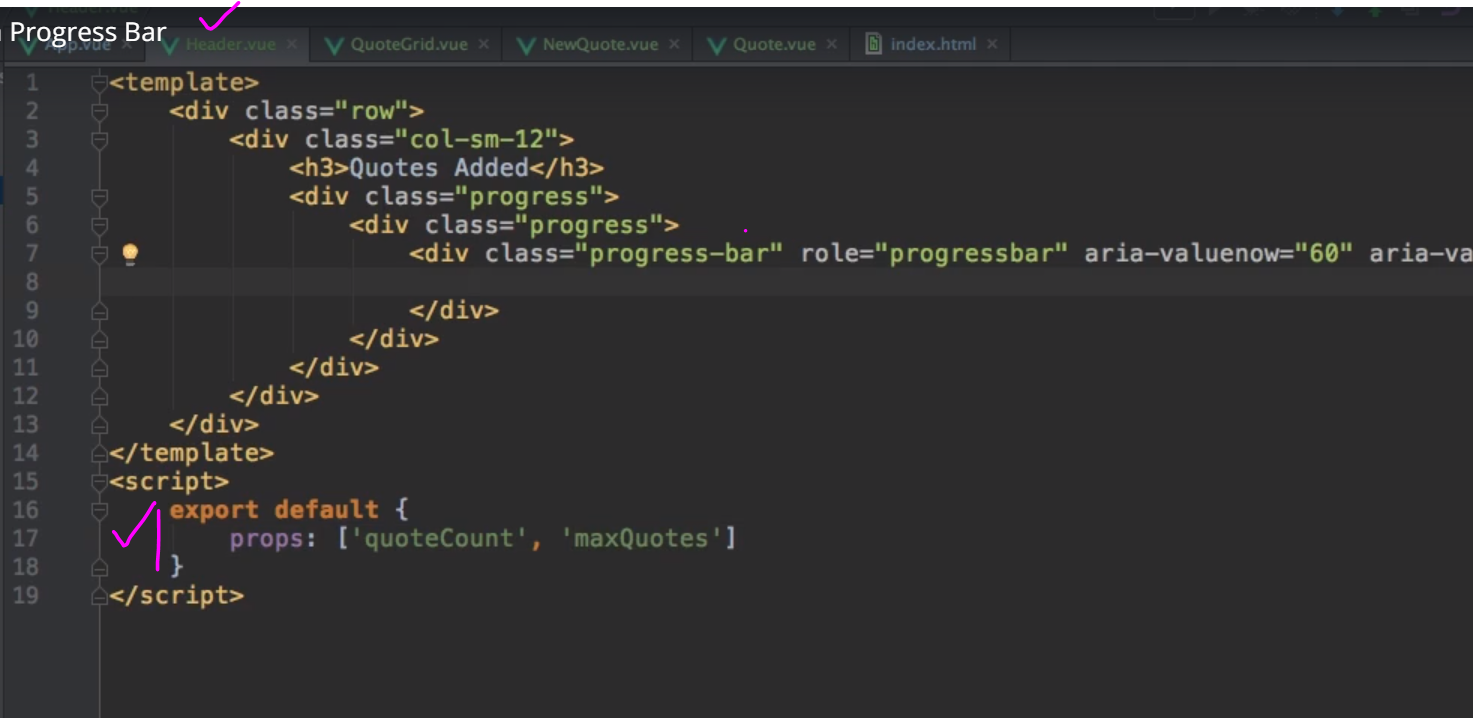 Header.vue
Progress Bar
App.vue × Header.vue × QuoteGrid.vue × NewQuote.vue × Quote.vue × index.html ×
1 <template>
2 <div class="row">
3 <div class="col-sm-12">
4 <h3>Quotes Added</h3>
5 <div class="progress">
6 <div class="progress">
7 <div class="progress-bar" role="progressbar" aria-valuenow="60" aria-va
8
9 </div>
10 </div>
11 </div>
12 </div>
13 </div>
14 </template>
15 <script>
16 export default {
17 props: ['quoteCount', 'maxQuotes']
18 }
19 </script>